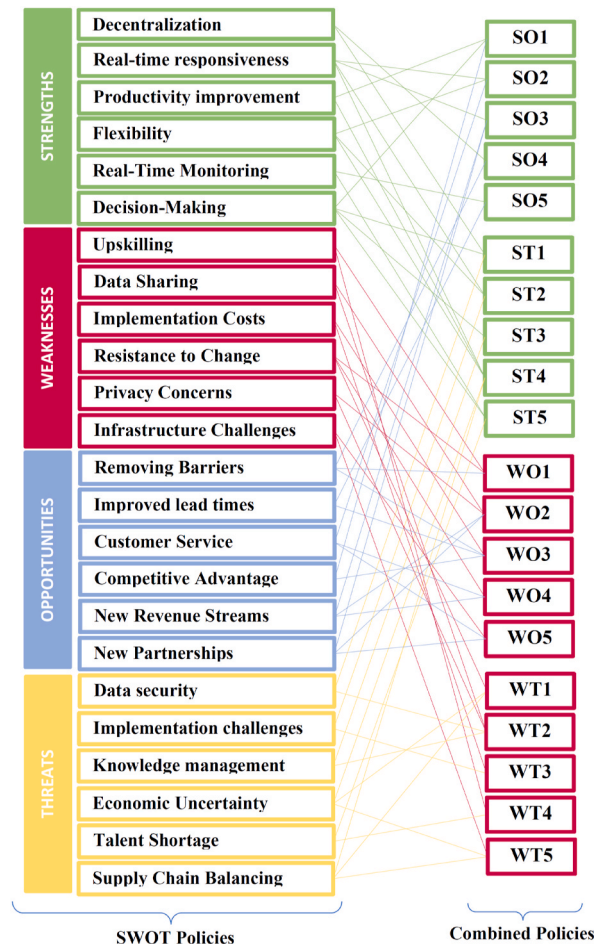 STRENGTHS
Decentralization
Real-time responsiveness
Productivity improvement
Flexibility
Real-Time Monitoring
Decision-Making
WEAKNESSES
Upskilling
Data Sharing
Implementation Costs
Resistance to Change
Privacy Concerns
Infrastructure Challenges
OPPORTUNITIES
Removing Barriers
Improved lead times
Customer Service
Competitive Advantage
New Revenue Streams
New Partnerships
THREATS
Data security
Implementation challenges
Knowledge management
Economic Uncertainty
Talent Shortage
Supply Chain Balancing
SWOT Policies
SO1
SO2
SO3
SO4
SO5
ST1
ST2
ST3
ST4
ST5
WO1
WO2
WO3
WO4
WO5
WT1
WT2
WT3
WT4
WT5
Combined Policies